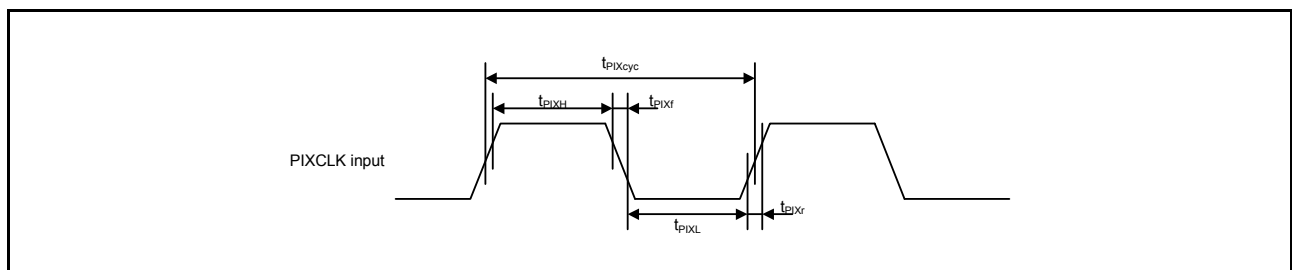 tPIXcyc
tPIXH
tPIXf
PIXCLK input
tPIXr
tPIXL